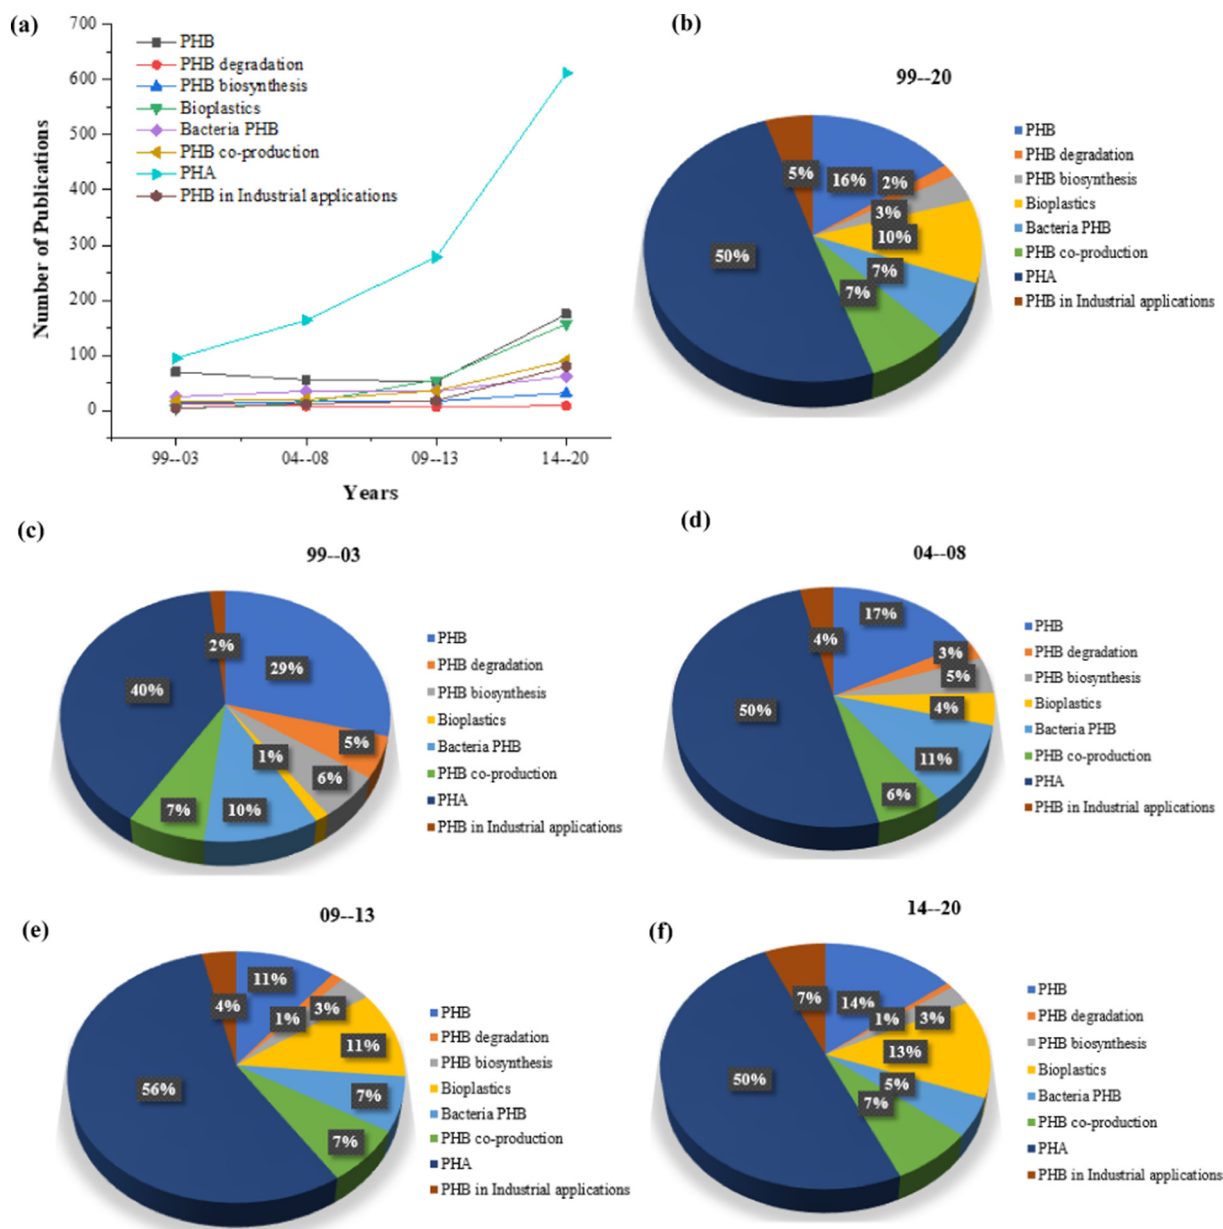 (a)
700
600
500
400
300
200
100
0
Number of Publications
PHB
PHB degradation
PHB biosynthesis
Bioplastics
Bacteria PHB
PHB co-production
PHA
PHB in Industrial applications
99--03
04--08
09--13
14--20
Years
(b)
99--20
5%
16%
2%
3%
10%
7%
7%
50%
PHB
PHB degradation
PHB biosynthesis
Bioplastics
Bacteria PHB
PHB co-production
PHA
PHB in Industrial applications
(c)
99--03
2%
29%
5%
6%
1%
10%
7%
40%
PHB
PHB degradation
PHB biosynthesis
Bioplastics
Bacteria PHB
PHB co-production
PHA
PHB in Industrial applications
(d)
04--08
4%
17%
3%
5%
4%
11%
6%
50%
PHB
PHB degradation
PHB biosynthesis
Bioplastics
Bacteria PHB
PHB co-production
PHA
PHB in Industrial applications
(e)
09--13
4%
11%
1%
3%
11%
7%
7%
56%
PHB
PHB degradation
PHB biosynthesis
Bioplastics
Bacteria PHB
PHB co-production
PHA
PHB in Industrial applications
(f)
14--20
7%
14%
1%
3%
13%
5%
7%
50%
PHB
PHB degradation
PHB biosynthesis
Bioplastics
Bacteria PHB
PHB co-production
PHA
PHB in Industrial applications